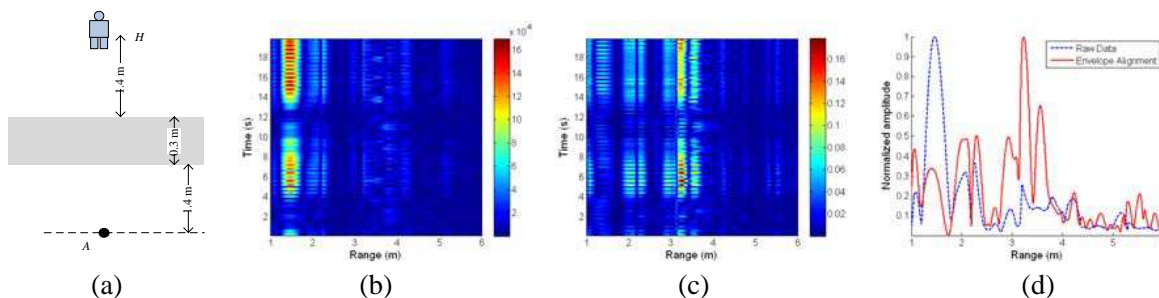 H
1.4 m
0.3 m
1.4 m
A
(a)
x 10⁴
Time (s)
18
16
14
12
10
8
6
4
2
1 2 3 4 5 6
Range (m)
16
14
12
10
8
6
4
2
(b)
Time (s)
18
16
14
12
10
8
6
4
2
1 2 3 4 5 6
Range (m)
0.16
0.14
0.12
0.10
0.08
0.06
0.04
0.02
(c)
Normalized amplitude
1
0.9
0.8
0.7
0.6
0.5
0.4
0.3
0.2
0.1
Raw Data
Envelope Alignment
1 2 3 4 5
Range (m)
(d)